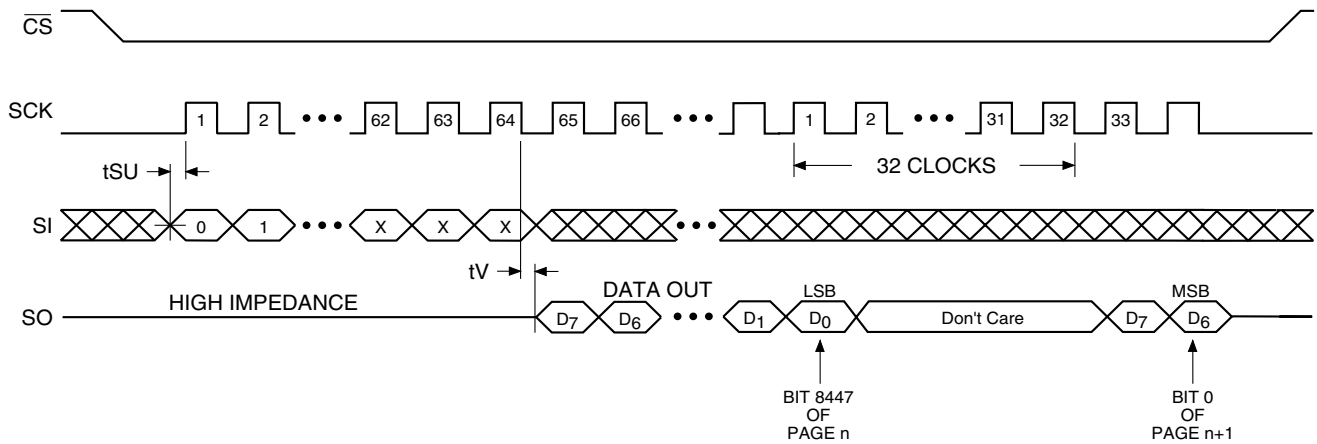 CS
SCK
1 2 ••• 62 63 64 65 66 ••• 1 2 ••• 31 32 33
tSU
32 CLOCKS
SI
0 1 ••• X X X •••
tV
HIGH IMPEDANCE
DATA OUT
LSB
MSB
SO
D7 D6 ••• D1 D0 Don't Care D7 D6
BIT 8447
OF
PAGE n
BIT 0
OF
PAGE n+1